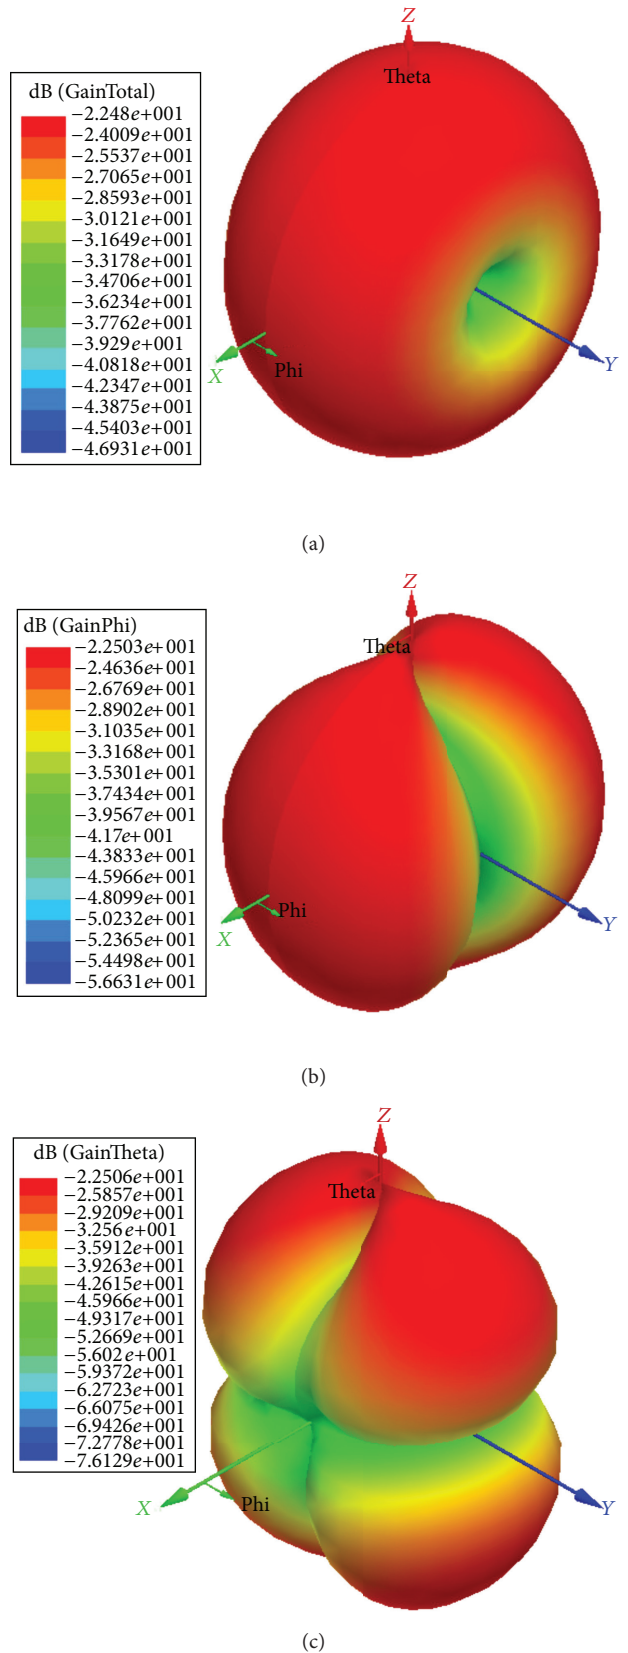 Z
Theta
dB (GainTotal)
−2.248e+001
−2.4009e+001
−2.5537e+001
−2.7065e+001
−2.8593e+001
−3.0121e+001
−3.1649e+001
−3.3178e+001
−3.4706e+001
−3.6234e+001
−3.7762e+001
−3.929e+001
−4.0818e+001
−4.2347e+001
−4.3875e+001
−4.5403e+001
−4.6931e+001
X
Phi
Y
(a)
Z
Theta
dB (GainPhi)
−2.2503e+001
−2.4636e+001
−2.6769e+001
−2.8902e+001
−3.1035e+001
−3.3168e+001
−3.5301e+001
−3.7434e+001
−3.9567e+001
−4.17e+001
−4.3833e+001
−4.5966e+001
−4.8099e+001
−5.0232e+001
−5.2365e+001
−5.4498e+001
−5.6631e+001
X
Phi
Y
(b)
Z
Theta
dB (GainTheta)
−2.2506e+001
−2.5857e+001
−2.9209e+001
−3.256e+001
−3.5912e+001
−3.9263e+001
−4.2615e+001
−4.5966e+001
−4.9317e+001
−5.2669e+001
−5.602e+001
−5.9372e+001
−6.2723e+001
−6.6075e+001
−6.9426e+001
−7.2778e+001
−7.6129e+001
X
Phi
Y
(c)